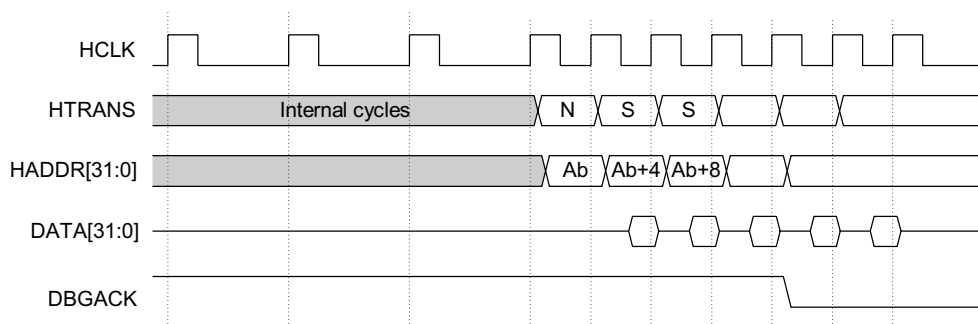 HCLK
HTRANS Internal cycles N S S
HADDR[31:0] Ab Ab+4 Ab+8
DATA[31:0]
DBGACK